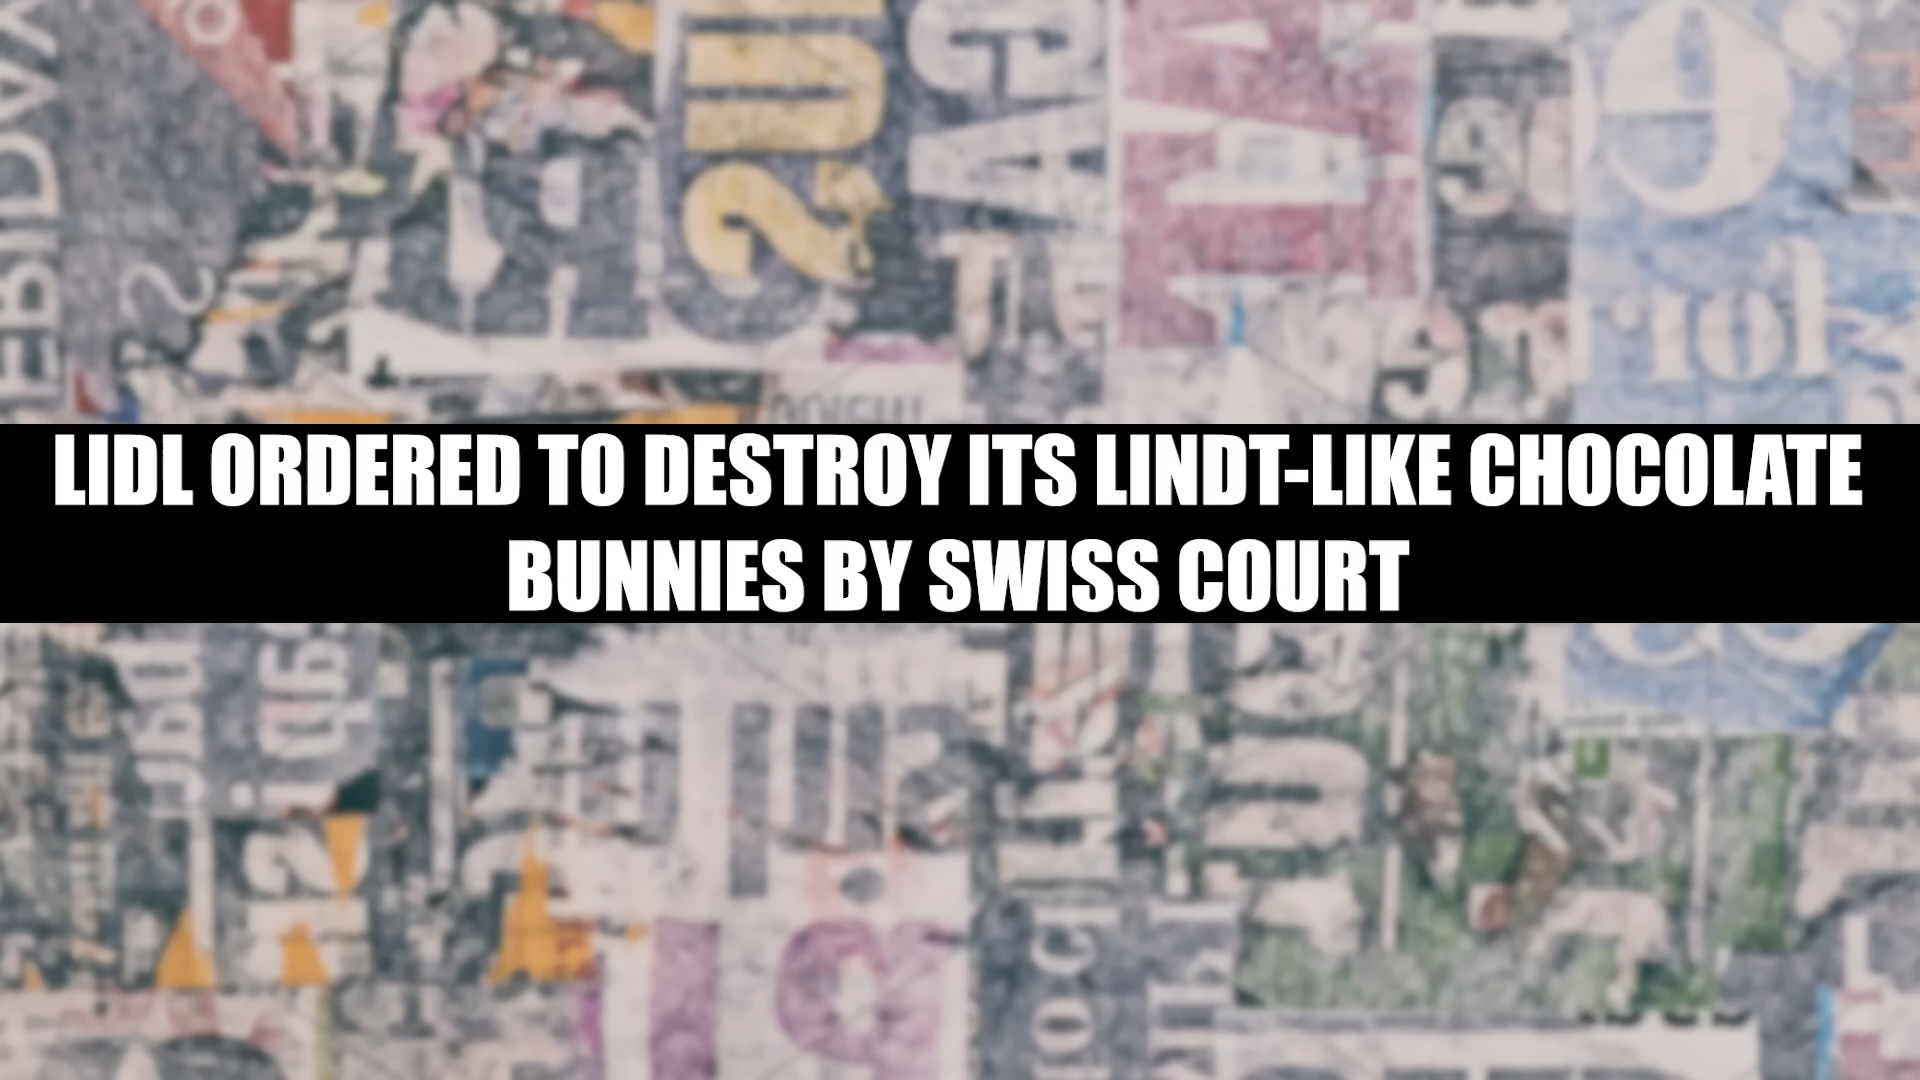 LIDL ORDERED TO DESTROY ITS LINDT-LIKE CHOCOLATE
BUNNIES BY SWISS COURT